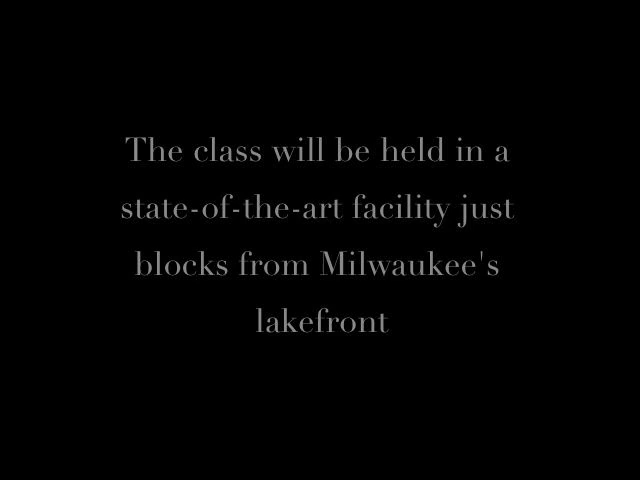 The class will be held in a
state-of-the-art facility just
blocks from Milwaukee's
lakefront